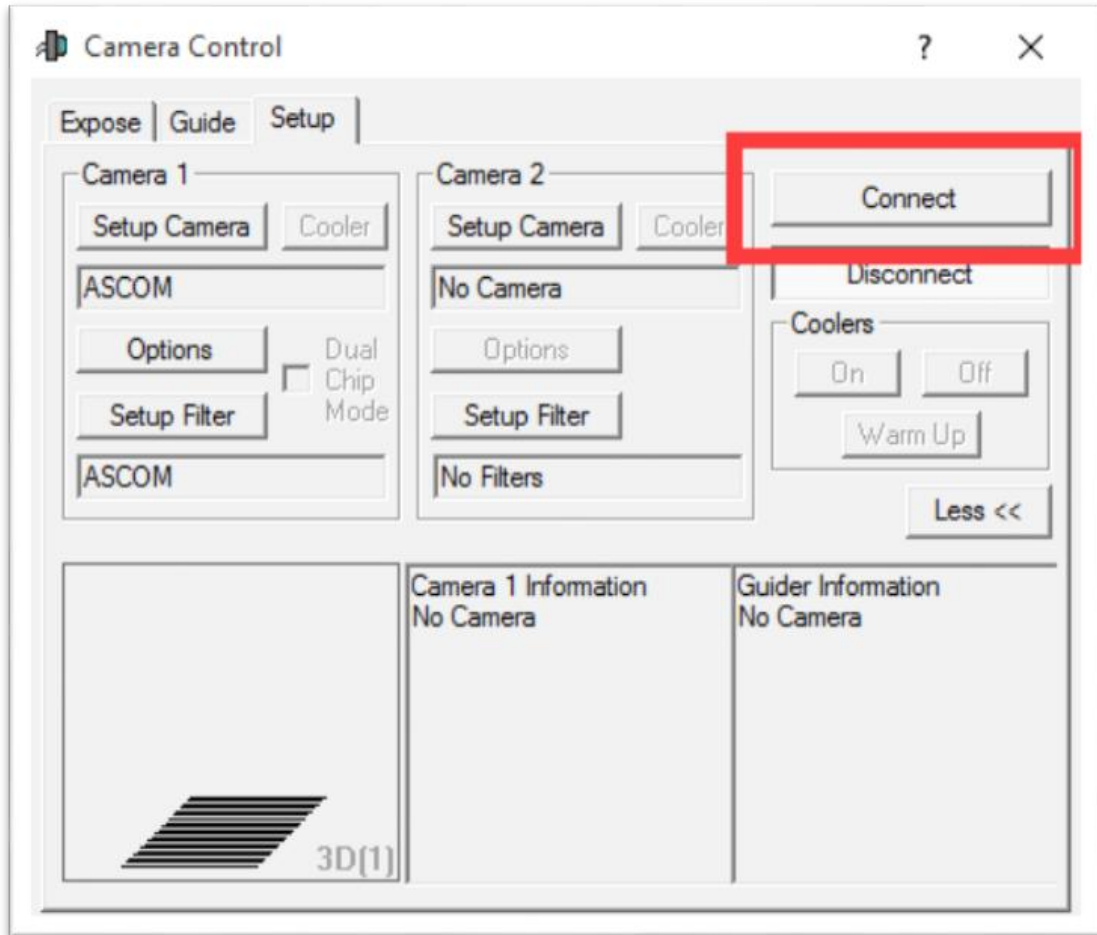 Camera Control ?
Expose Guide Setup
Camera 1
Setup Camera Cooler
ASCOM
Options
Dual
Chip
Mode
Setup Filter
ASCOM
Camera 2
Setup Camera Cooler
No Camera
Options
Setup Filter
No Filters
Connect
Disconnect
Coolers
On Off
Warm Up
Less <<
3D(1)
Camera 1 Information
No Camera
Guider Information
No Camera